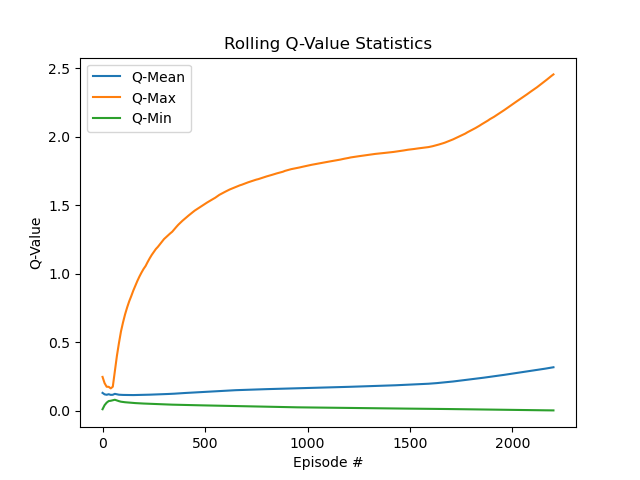 Rolling Q-Value Statistics
Q-Value
2.5
2.0
1.5
1.0
0.5
0.0
Q-Mean
Q-Max
Q-Min
0 500 1000 1500 2000
Episode #